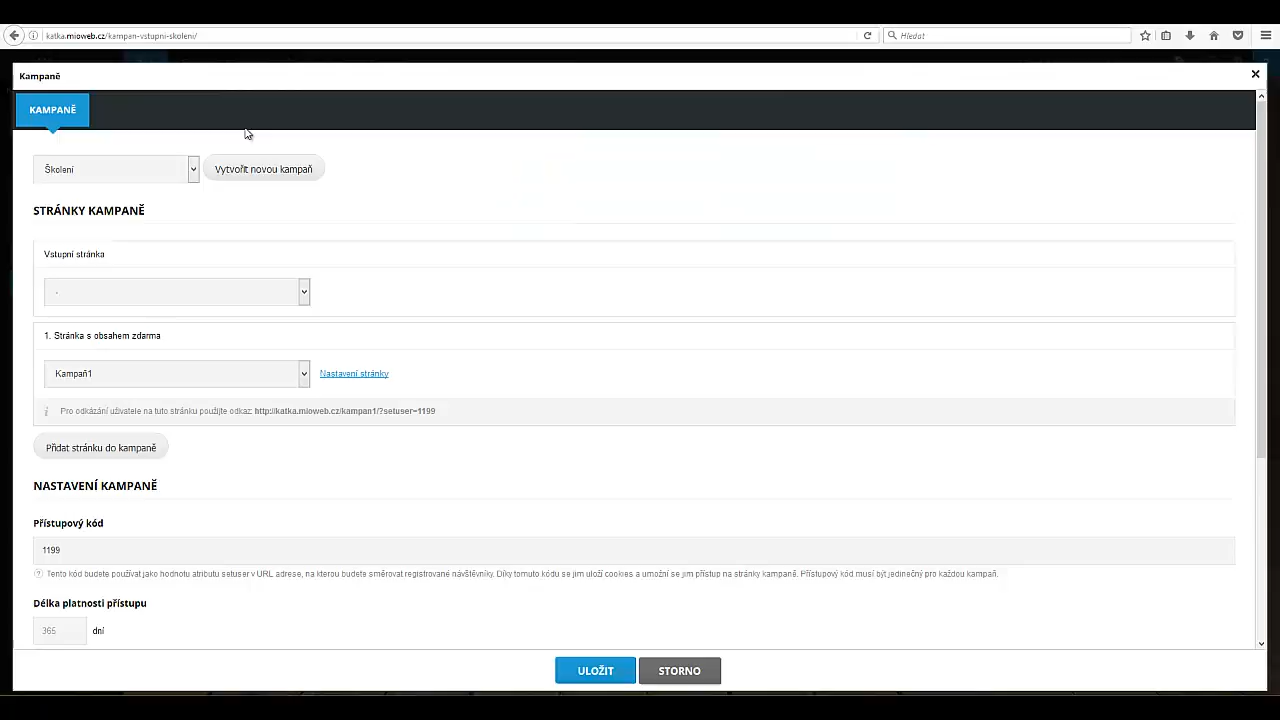 katka.mioweb.cz/kampan-vstupni-skoleni/
Hledat
Kampaně
KAMPANĚ
Školení
Vytvořit novou kampaň
STRÁNKY KAMPANĚ
Vstupní stránka
-
1. Stránka s obsahem zdarma
Kampaň1
Nastavení stránky
Pro odkázání uživatele na tuto stránku použijte odkaz: http://katka.mioweb.cz/kampan1/?setuser=1199
Přidat stránku do kampaně
NASTAVENÍ KAMPANĚ
Přístupový kód
1199
Tento kód budete používat jako hodnotu atributu setuser v URL adrese, na kterou budete směrovat registrované návštěvníky. Díky tomuto kódu se jim uloží cookies a umožní se jim přístup na stránky kampaně. Přístupový kód musí být jedinečný pro každou kampaň.
Délka platnosti přístupu
365 dní
ULOŽIT
STORNO